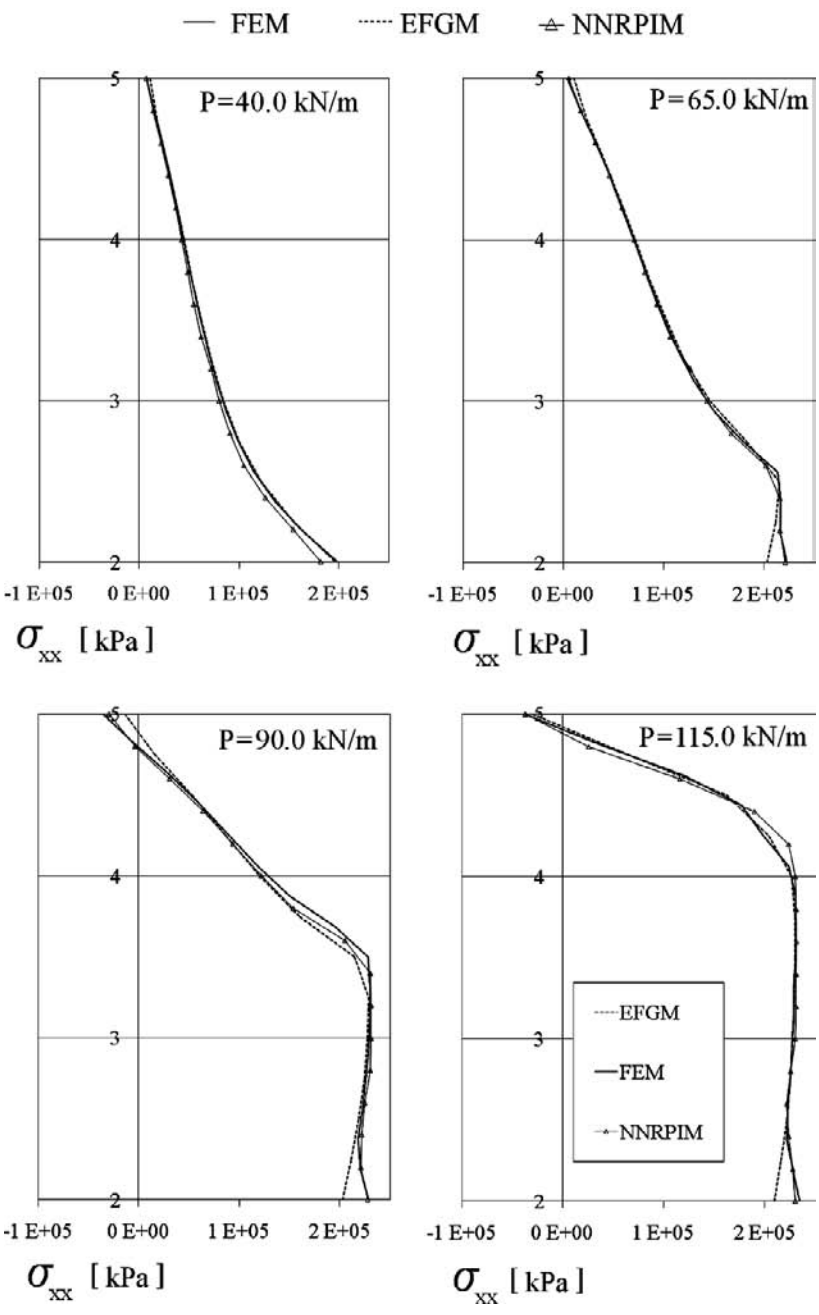 FEM EFGM NNRPIM
5
P=40.0 kN/m
4
3
2
-1 E+05 0 E+00 1 E+05 2 E+05
σxx [ kPa ]
5
P=65.0 kN/m
4
3
2
-1 E+05 0 E+00 1 E+05 2 E+05
σxx [ kPa ]
5
P=90.0 kN/m
4
3
2
-1 E+05 0 E+00 1 E+05 2 E+05
σxx [ kPa ]
5
P=115.0 kN/m
4
3
2
EFGM
FEM
NNRPIM
-1 E+05 0 E+00 1 E+05 2 E+05
σxx [ kPa ]